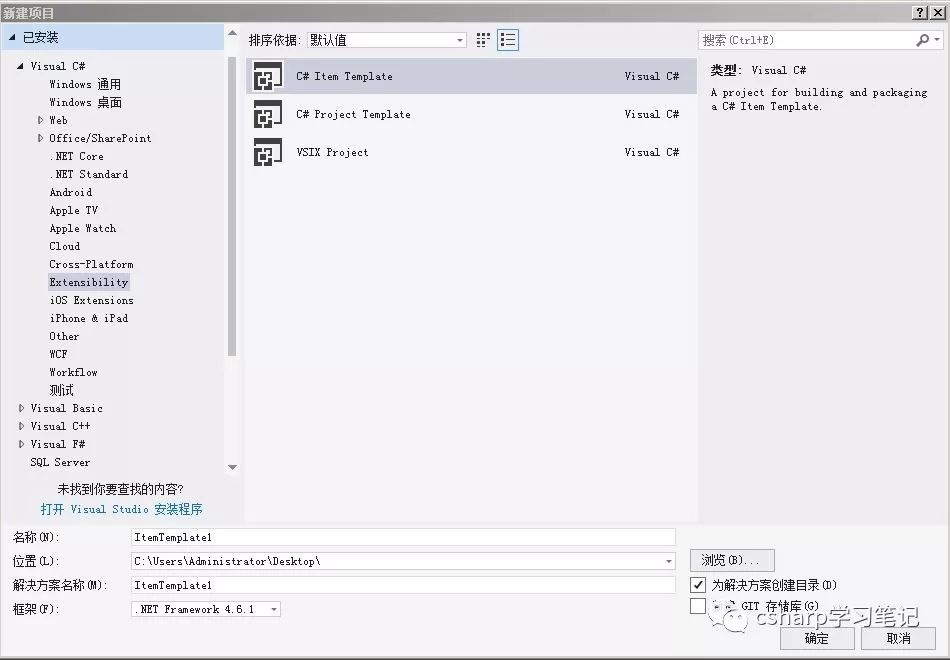 新建项目
已安装
Visual C#
Windows 通用
Windows 桌面
Web
Office/SharePoint
.NET Core
.NET Standard
Android
Apple TV
Apple Watch
Cloud
Cross-Platform
Extensibility
iOS Extensions
iPhone & iPad
Other
WCF
Workflow
测试
Visual Basic
Visual C++
Visual F#
SQL Server
未找到你要查找的内容?
打开 Visual Studio 安装程序
排序依据: 默认值
C# Item Template Visual C#
C# Project Template Visual C#
VSIX Project Visual C#
搜索(Ctrl+E)
类型: Visual C#
A project for building and packaging
a C# Item Template.
名称(N): ItemTemplate1
位置(L): C:\Users\Administrator\Desktop\
浏览(B)...
解决方案名称(M): ItemTemplate1
为解决方案创建目录(D)
框架(F): .NET Framework 4.6.1
GIT 存储库(G)
csharp学习笔记
确定 取消